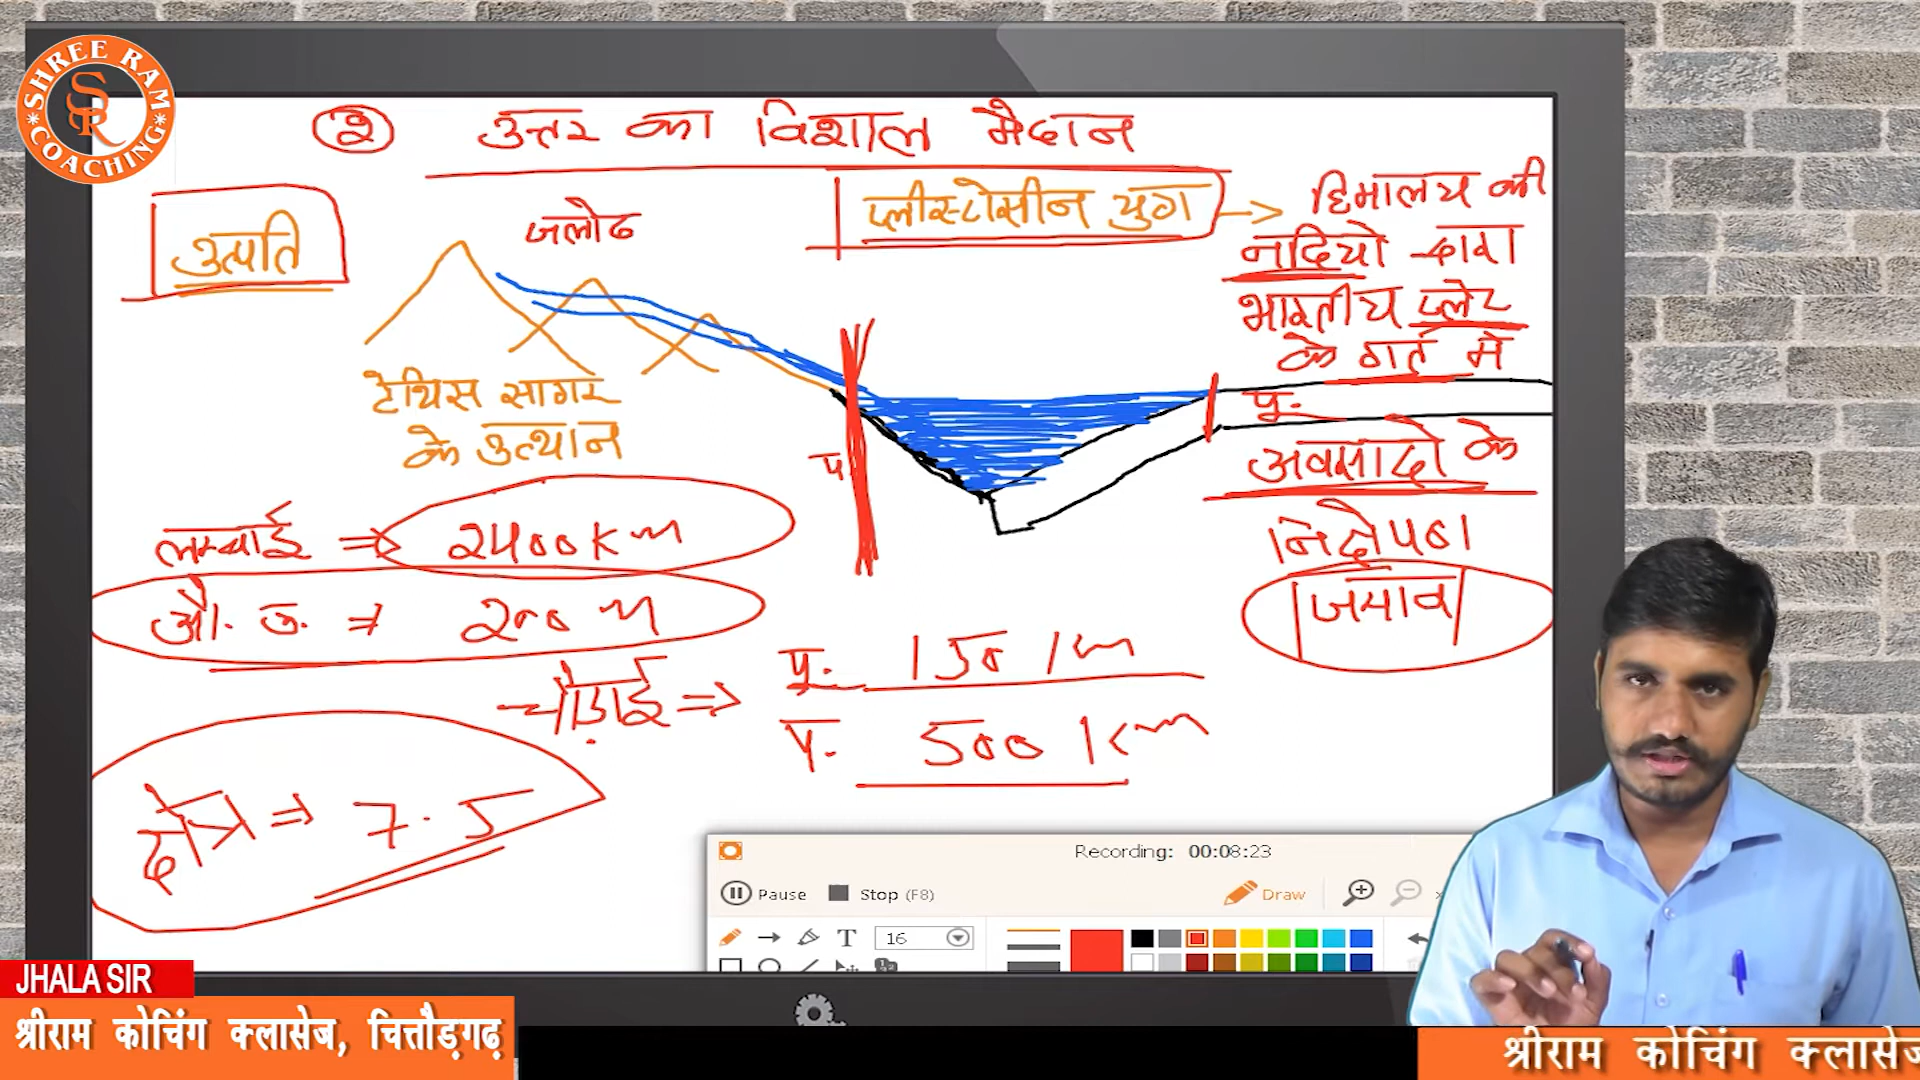 SHREE RAM
SR
COACHING
② उत्तर का विशाल मैदान
उत्पति
जलोढ
प्लीस्टोसीन युग
हिमालय की
नदियो द्वारा
भारतीय प्लेट
के गर्त मे
पू.
अवसादो के
निक्षेपण
जमाव
टेथिस सागर
के उत्थान
प
लम्बाई ⇒ 2400 Km
औ. ऊ. ⇒ 200 M
चौड़ाई ⇒ पू. 150 Km
प. 500 Km
क्षेत्र ⇒ 7.5
Recording: 00:08:23
Pause Stop (F8) Draw
T 16
JHALA SIR
श्रीराम कोचिंग क्लासेज, चित्तौड़गढ़
श्रीराम कोचिंग क्लासेज